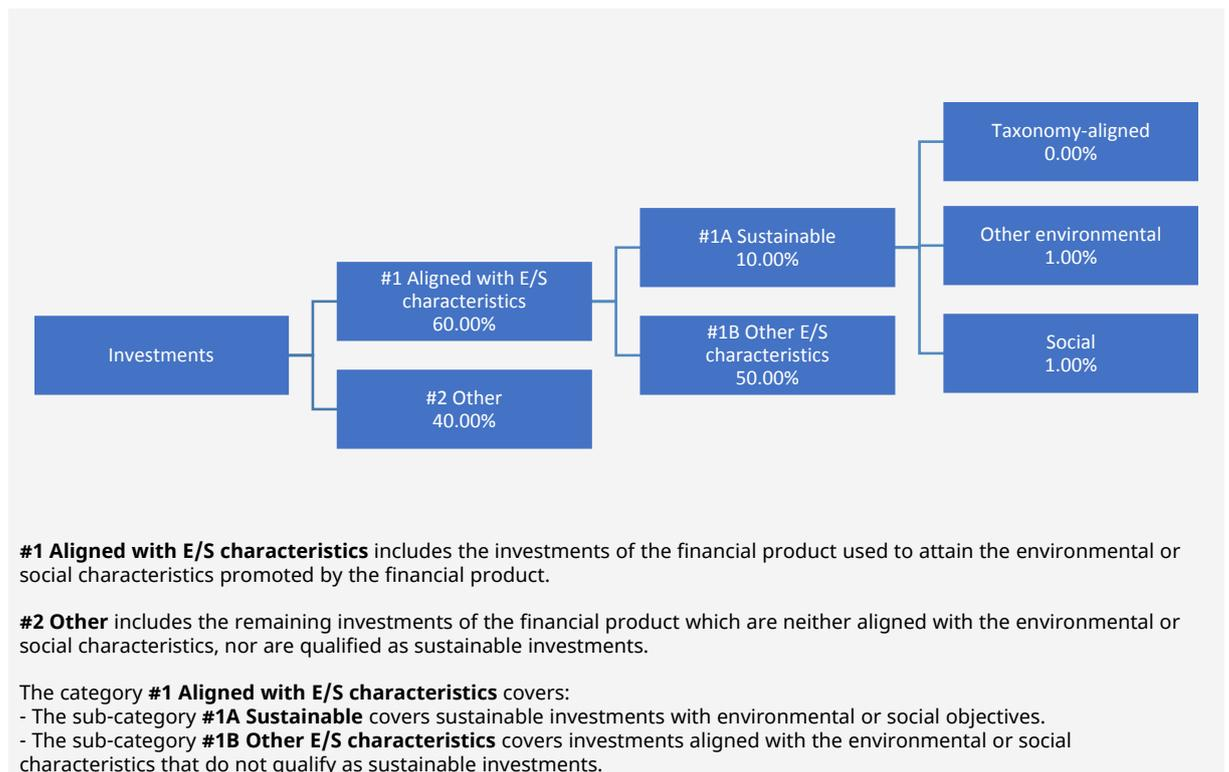 Taxonomy-aligned
0.00%
#1A Sustainable
10.00%
Other environmental
1.00%
#1 Aligned with E/S
characteristics
60.00%
#1B Other E/S
characteristics
50.00%
Social
1.00%
Investments
#2 Other
40.00%
#1 Aligned with E/S characteristics includes the investments of the financial product used to attain the environmental or
social characteristics promoted by the financial product.
#2 Other includes the remaining investments of the financial product which are neither aligned with the environmental or
social characteristics, nor are qualified as sustainable investments.
The category #1 Aligned with E/S characteristics covers:
- The sub-category #1A Sustainable covers sustainable investments with environmental or social objectives.
- The sub-category #1B Other E/S characteristics covers investments aligned with the environmental or social
characteristics that do not qualify as sustainable investments.